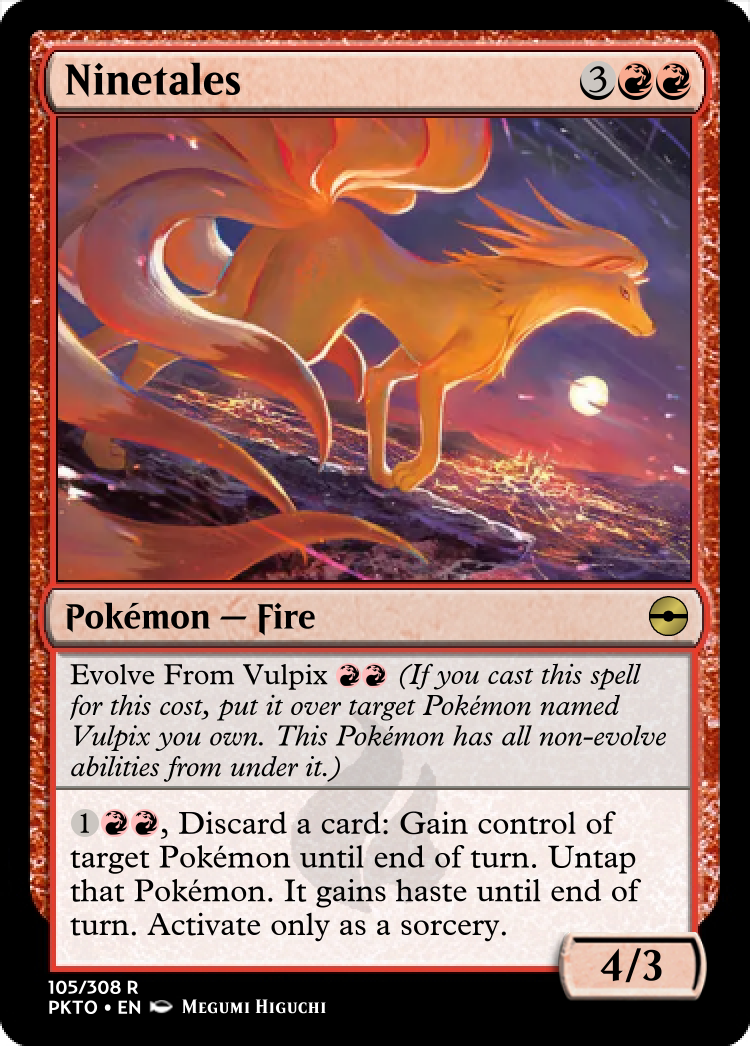 Ninetales 3
Pokémon — Fire
Evolve From Vulpix (If you cast this spell
for this cost, put it over target Pokémon named
Vulpix you own. This Pokémon has all non-evolve
abilities from under it.)
1, Discard a card: Gain control of
target Pokémon until end of turn. Untap
that Pokémon. It gains haste until end of
turn. Activate only as a sorcery.
4/3
105/308 R
PKTO • EN MEGUMI HIGUCHI